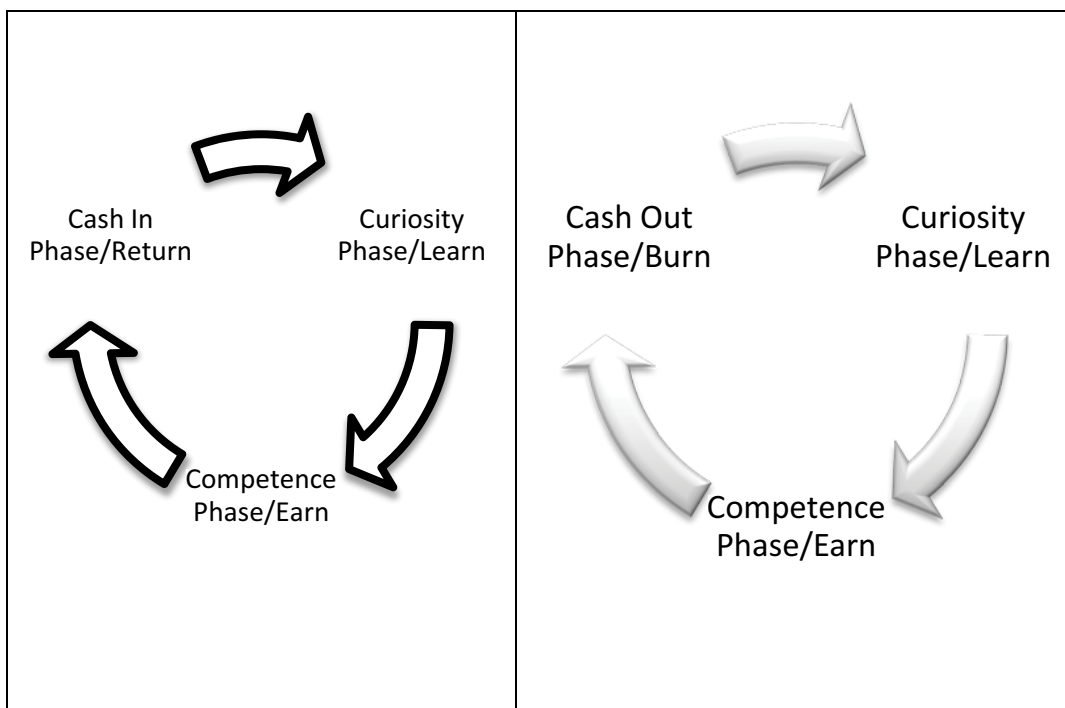 Cash In
Phase/Return
Curiosity
Phase/Learn
Competence
Phase/Earn
Cash Out
Phase/Burn
Curiosity
Phase/Learn
Competence
Phase/Earn